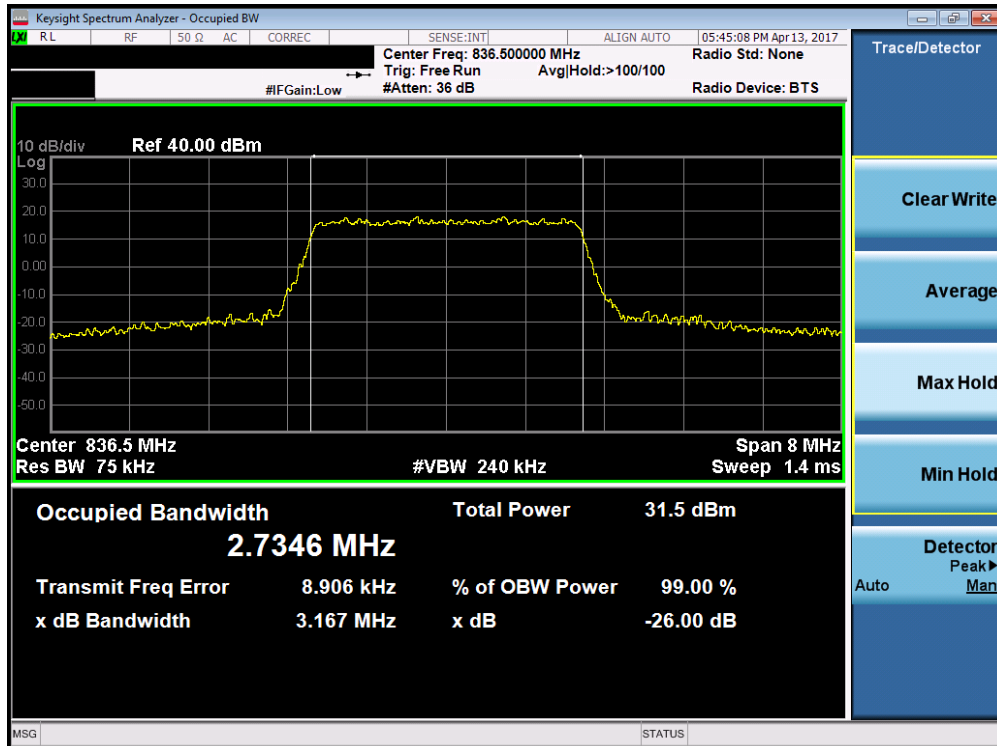 Keysight Spectrum Analyzer - Occupied BW
LXI RL RF 50 Ω AC CORREC SENSE:INT ALIGN AUTO 05:45:08 PM Apr 13, 2017
Center Freq: 836.500000 MHz Radio Std: None
Trig: Free Run Avg|Hold:>100/100
#IFGain:Low #Atten: 36 dB Radio Device: BTS
10 dB/div Ref 40.00 dBm
Log
30.0
20.0
10.0
0.00
-10.0
-20.0
-30.0
-40.0
-50.0
Center 836.5 MHz Span 8 MHz
Res BW 75 kHz #VBW 240 kHz Sweep 1.4 ms
Occupied Bandwidth Total Power 31.5 dBm
2.7346 MHz
Transmit Freq Error 8.906 kHz % of OBW Power 99.00 %
x dB Bandwidth 3.167 MHz x dB -26.00 dB
MSG STATUS
Trace/Detector
Clear Write
Average
Max Hold
Min Hold
Detector
Peak▶
Auto Man